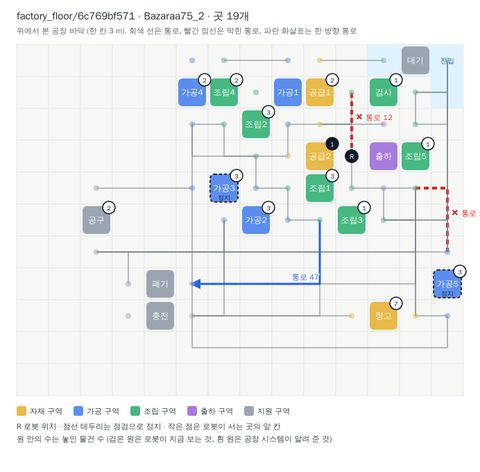 factory_floor/6c769bf571 · Bazaraa75_2 · 곳 19개
위에서 본 공장 바닥 (한 칸 3 m). 회색 선은 통로, 빨간 점선은 막힌 통로, 파란 화살표는 한 방향 통로
대기
진입
가공4 2
조립4 2
가공1
공급1 2
검사 1
조립2 3
통로 12
공급2 1
R
출하
조립5 1
가공3 3
정지
조립1 3
공구 2
가공2 3
조립3 1
통로
통로 47
폐기
가공5 3
정지
충전
창고 7
자재 구역
가공 구역
조립 구역
출하 구역
지원 구역
R 로봇 위치 · 점선 테두리는 점검으로 정지 · 작은 점은 로봇이 서는 곳의 앞 칸
원 안의 수는 놓인 물건 수 (검은 원은 로봇이 지금 보는 것, 흰 원은 공장 시스템이 알려 준 것)